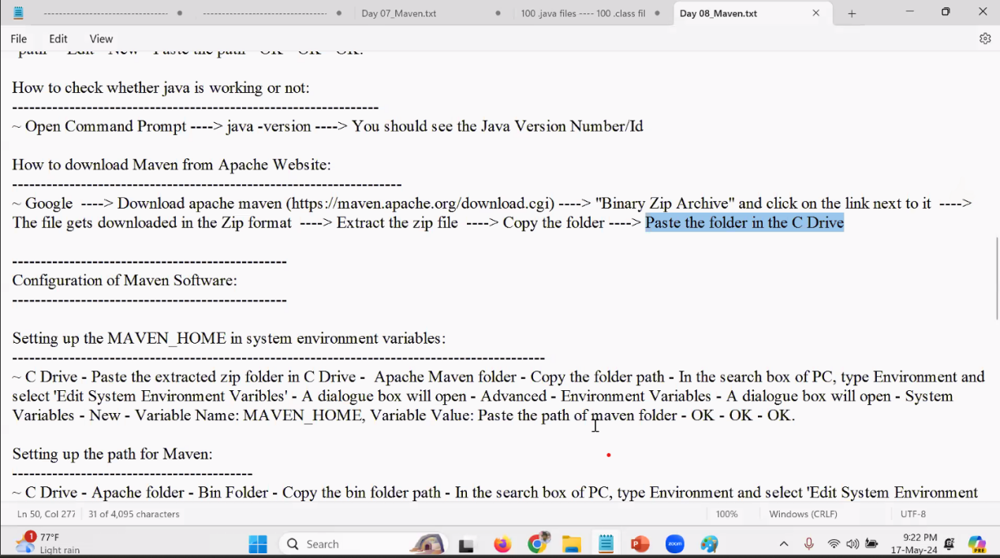 Day 07_Maven.txt
100 .java files ---- 100 .class fil
Day 08_Maven.txt
File
Edit
View
path - Edit - New - Paste the path - OK - OK - OK.
How to check whether java is working or not:
~ Open Command Prompt ----> java -version ----> You should see the Java Version Number/Id
How to download Maven from Apache Website:
~ Google ----> Download apache maven (https://maven.apache.org/download.cgi) ----> "Binary Zip Archive" and click on the link next to it ---->
The file gets downloaded in the Zip format ----> Extract the zip file ----> Copy the folder ----> Paste the folder in the C Drive
Configuration of Maven Software:
Setting up the MAVEN_HOME in system environment variables:
~ C Drive - Paste the extracted zip folder in C Drive - Apache Maven folder - Copy the folder path - In the search box of PC, type Environment and
select 'Edit System Environment Varibles' - A dialogue box will open - Advanced - Environment Variables - A dialogue box will open - System
Variables - New - Variable Name: MAVEN_HOME, Variable Value: Paste the path of maven folder - OK - OK - OK.
Setting up the path for Maven:
~ C Drive - Apache folder - Bin Folder - Copy the bin folder path - In the search box of PC, type Environment and select 'Edit System Environment
Ln 50, Col 277
31 of 4,095 characters
100%
Windows (CRLF)
UTF-8
1
77°F
Light rain
Search
zoom
9:22 PM
17-May-24
PRE